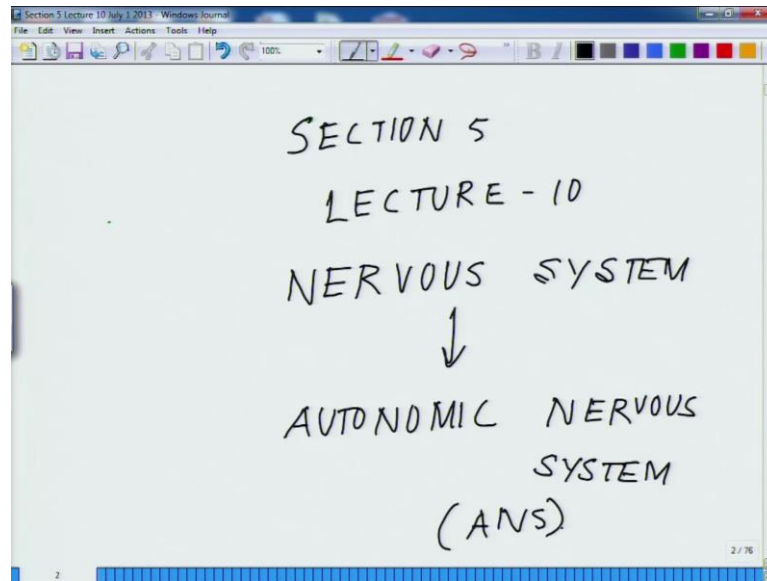 Section 5 Lecture 10 July 1 2013 - Windows Journal
File Edit View Insert Actions Tools Help
100% B I
SECTION 5
LECTURE - 10
NERVOUS SYSTEM
↓
AUTONOMIC NERVOUS
SYSTEM
(ANS)
2 / 76
2